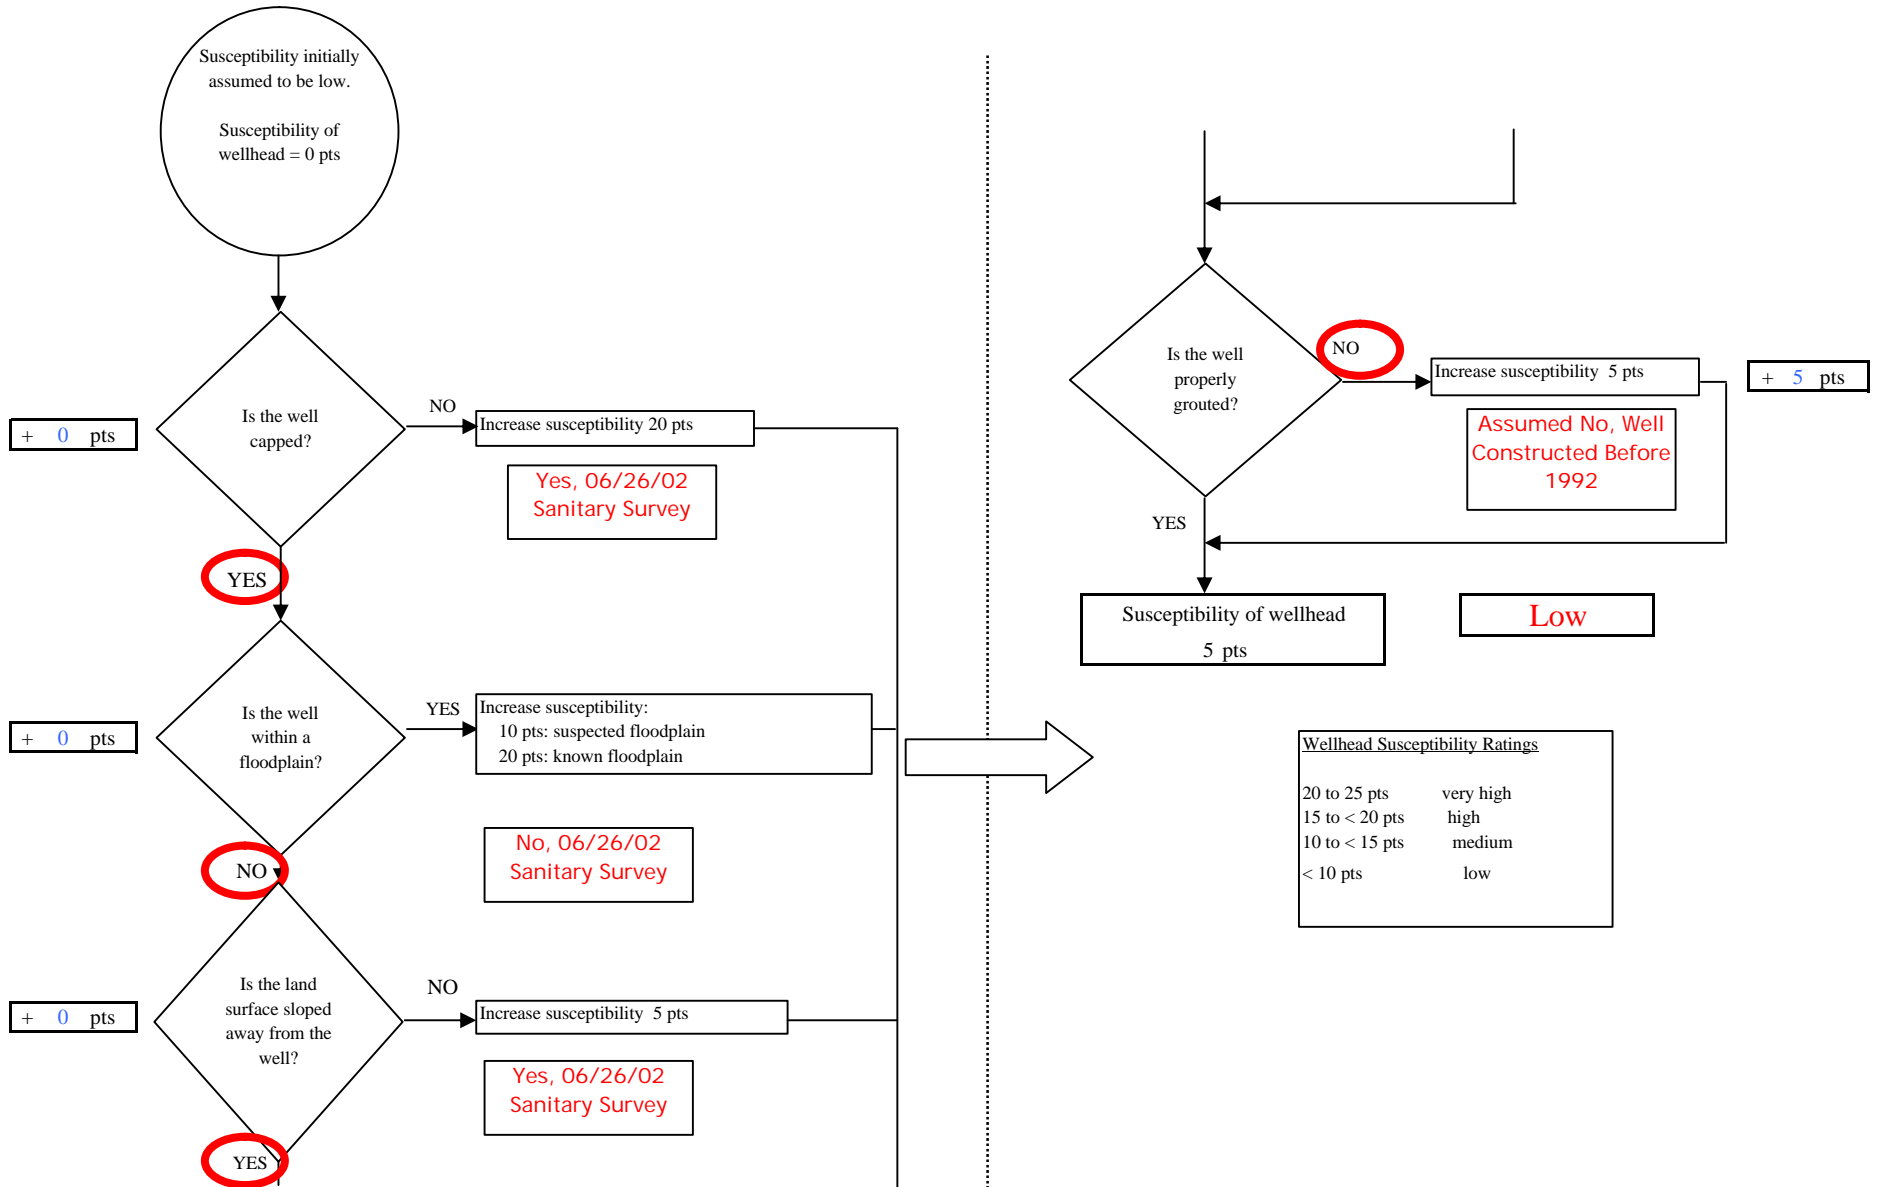 Susceptibility initially
assumed to be low.
Susceptibility of
wellhead = 0 pts
Is the well
capped?
+ 0 pts
NO
Increase susceptibility 20 pts
Yes, 06/26/02
Sanitary Survey
YES
Is the well
within a
floodplain?
+ 0 pts
YES
Increase susceptibility:
10 pts: suspected floodplain
20 pts: known floodplain
No, 06/26/02
Sanitary Survey
NO
Is the land
surface sloped
away from the
well?
+ 0 pts
NO
Increase susceptibility 5 pts
Yes, 06/26/02
Sanitary Survey
YES
Is the well
properly
grouted?
NO
Increase susceptibility 5 pts
+ 5 pts
Assumed No, Well
Constructed Before
1992
YES
Susceptibility of wellhead
5 pts
Low
Wellhead Susceptibility Ratings
20 to 25 pts very high
15 to < 20 pts high
10 to < 15 pts medium
< 10 pts low